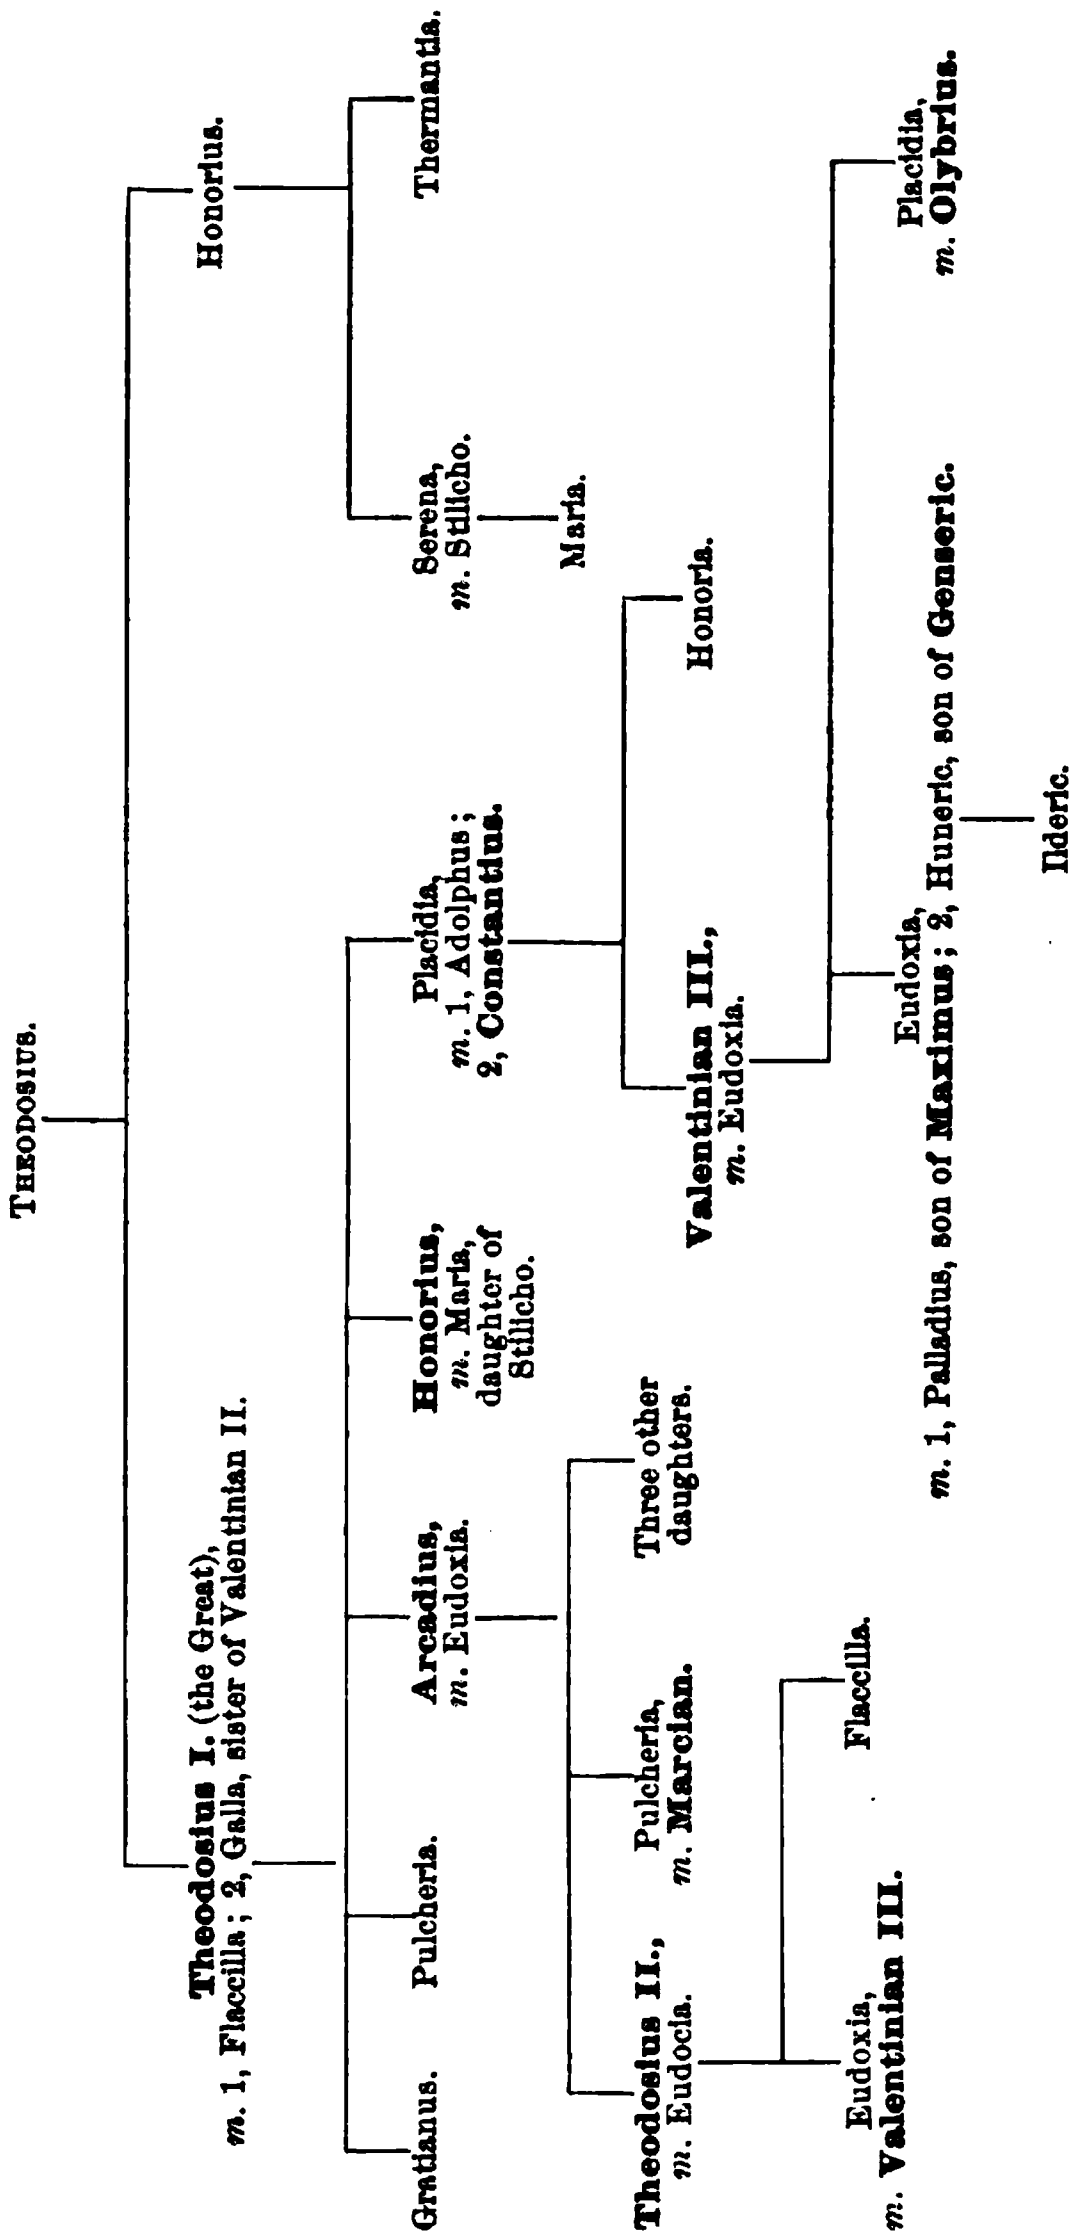 THEODOSIUS.
Theodosius I. (the Great),
m. 1, Flaccilla; 2, Galla, sister of Valentinian II.
Honorius.
Gratianus.
Pulcheria.
Arcadius,
m. Eudoxia.
Honorius,
m. Maria,
daughter of
Stilicho.
Placidia,
m. 1, Adolphus;
2, Constantius.
Serena,
m. Stilicho.
Thermantia.
Maria.
Theodosius II.,
m. Eudocia.
Pulcheria,
m. Marcian.
Three other
daughters.
Valentinian III.,
m. Eudoxia.
Honoria.
Eudoxia,
m. Valentinian III.
Flaccilla.
Eudoxia,
m. 1, Palladius, son of Maximus; 2, Huneric, son of Genseric.
Placidia,
m. Olybrius.
Ilderic.